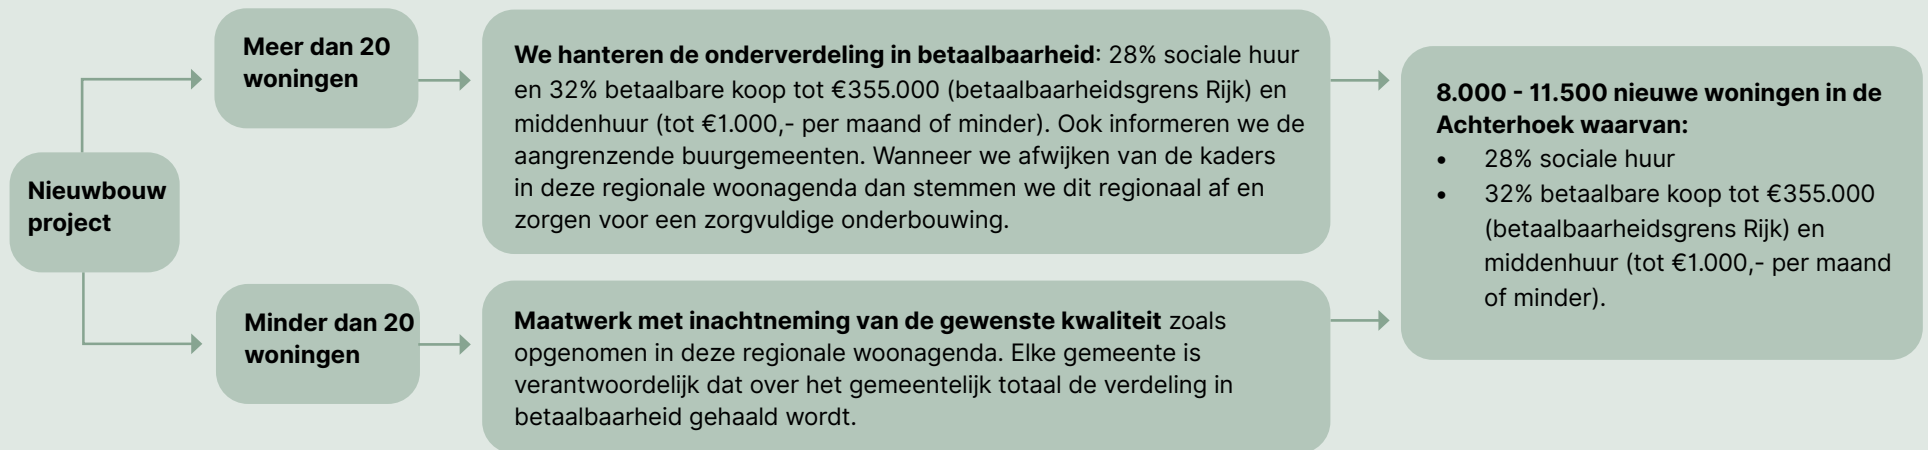 Nieuwbouw
project
Meer dan 20
woningen
We hanteren de onderverdeling in betaalbaarheid: 28% sociale huur
en 32% betaalbare koop tot €355.000 (betaalbaarheidsgrens Rijk) en
middenhuur (tot €1.000,- per maand of minder). Ook informeren we de
aangrenzende buurgemeenten. Wanneer we afwijken van de kaders
in deze regionale woonagenda dan stemmen we dit regionaal af en
zorgen voor een zorgvuldige onderbouwing.
Minder dan 20
woningen
Maatwerk met inachtneming van de gewenste kwaliteit zoals
opgenomen in deze regionale woonagenda. Elke gemeente is
verantwoordelijk dat over het gemeentelijk totaal de verdeling in
betaalbaarheid gehaald wordt.
8.000 - 11.500 nieuwe woningen in de
Achterhoek waarvan:
• 28% sociale huur
• 32% betaalbare koop tot €355.000
(betaalbaarheidsgrens Rijk) en
middenhuur (tot €1.000,- per maand
of minder).